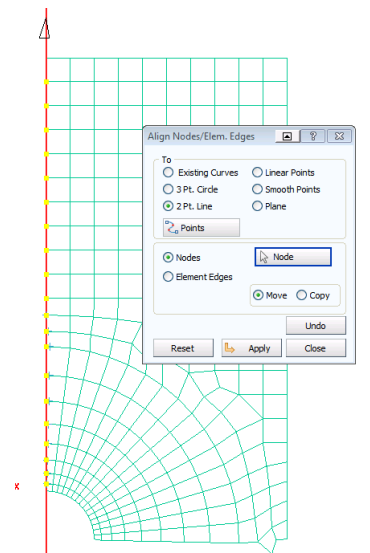 Align Nodes/Elem. Edges
To
Existing Curves
Linear Points
3 Pt. Circle
Smooth Points
2 Pt. Line
Plane
Points
Nodes
Node
Element Edges
Move
Copy
Undo
Reset
Apply
Close
x